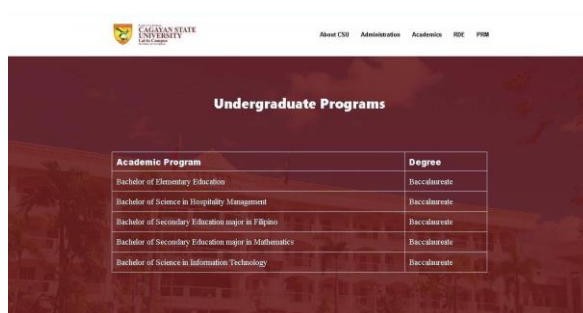 CAGAYAN STATE
UNIVERSITY
About CSU Administration Academics RDE PRM
Undergraduate Programs
Academic Program Degree
Bachelor of Elementary Education Baccalaureate
Bachelor of Science in Hospitality Management Baccalaureate
Bachelor of Secondary Education major in Filipino Baccalaureate
Bachelor of Secondary Education major in Mathematics Baccalaureate
Bachelor of Science in Information Technology Baccalaureate